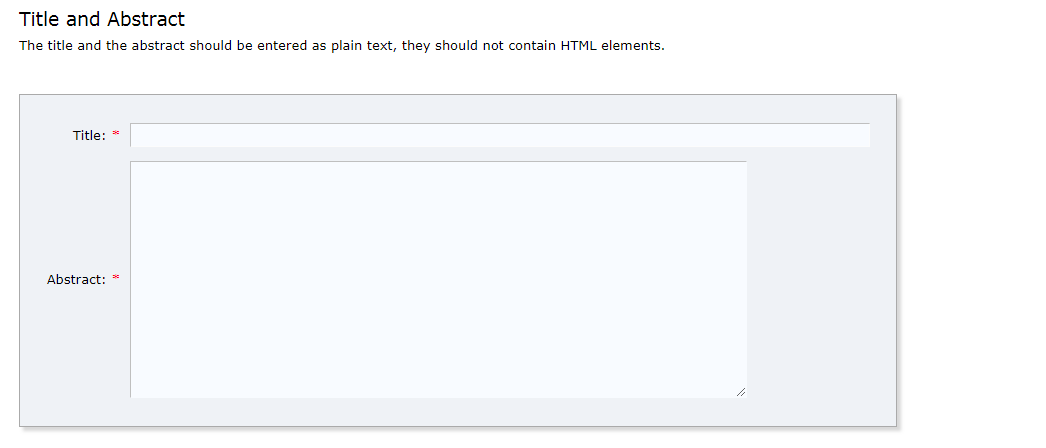 Title and Abstract
The title and the abstract should be entered as plain text, they should not contain HTML elements.
Title: *
Abstract: *